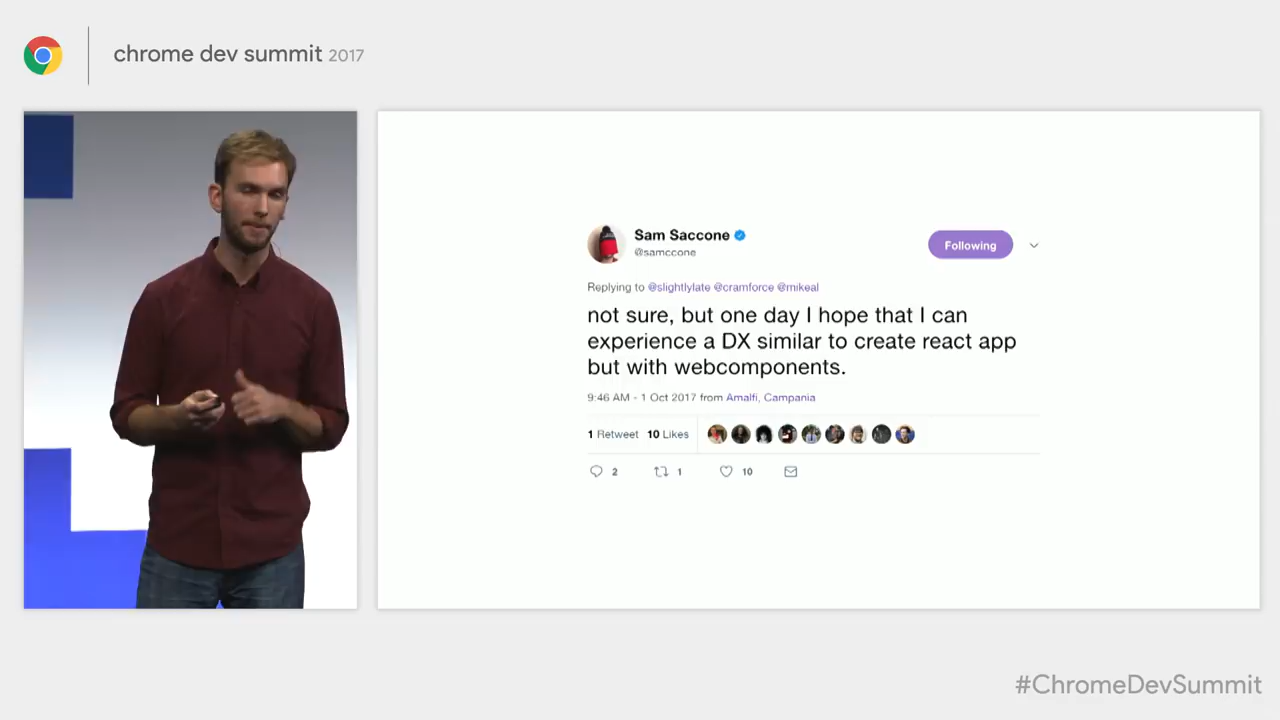 chrome dev summit 2017
Sam Saccone
@samccone
Following
Replying to @slightlylate @cramforce @mikeal
not sure, but one day I hope that I can
experience a DX similar to create react app
but with webcomponents.
9:46 AM - 1 Oct 2017 from Amalfi, Campania
1 Retweet 10 Likes
2 1 10
#ChromeDevSummit